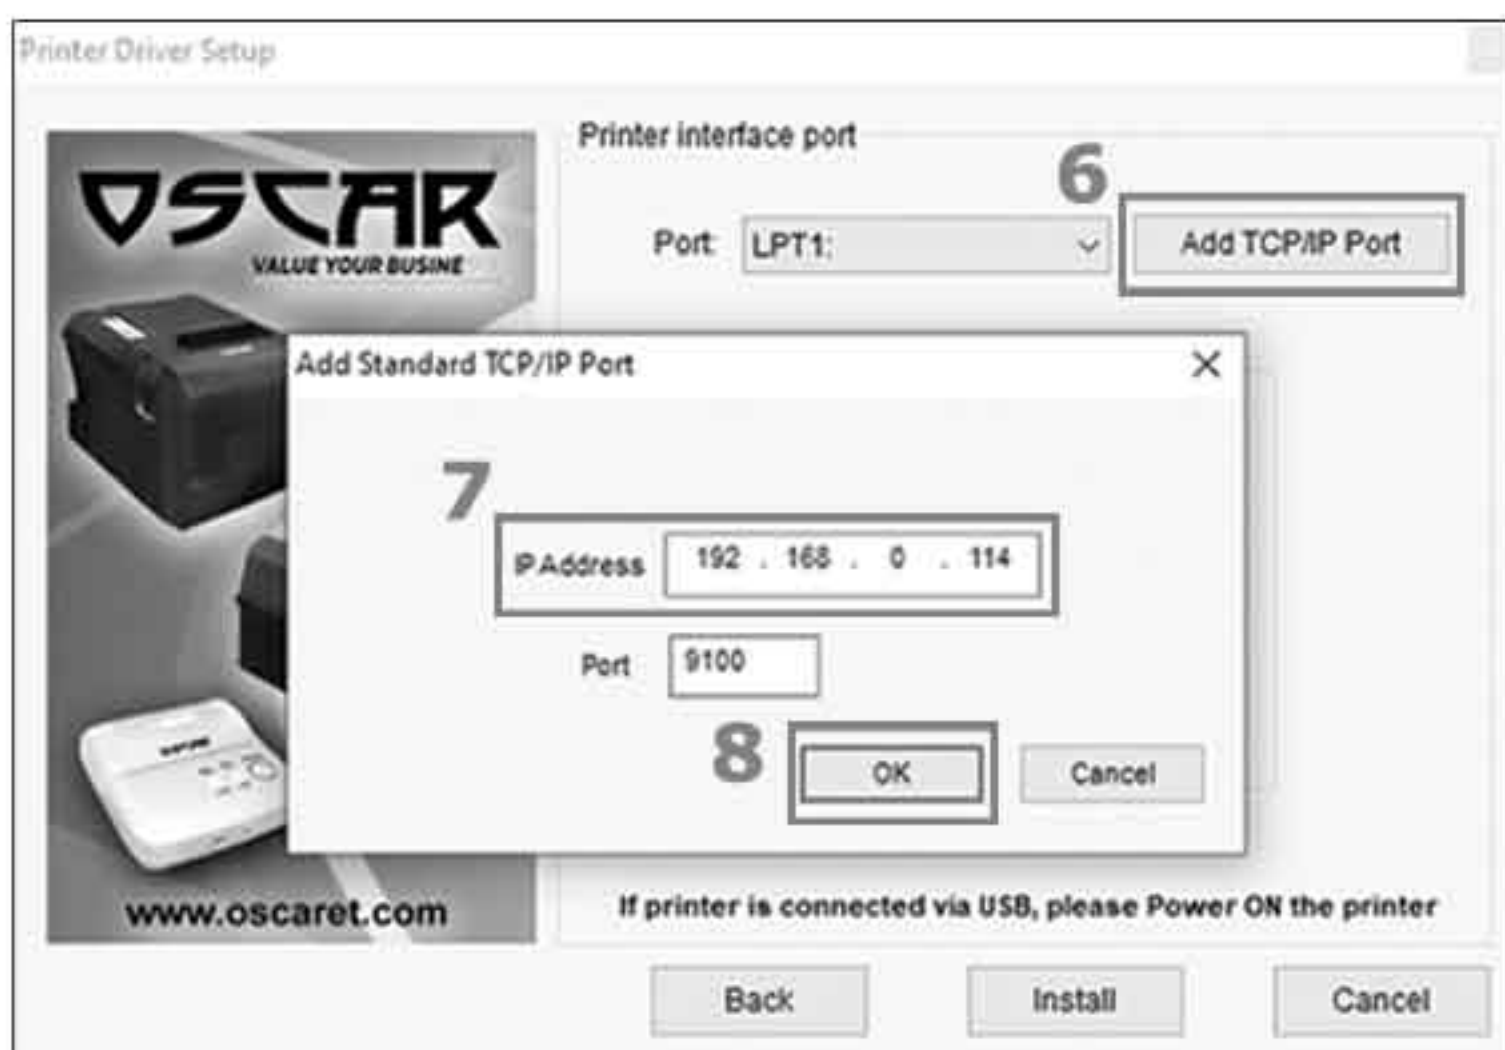 Printer Driver Setup
OSCAR
VALUE YOUR BUSINE
Printer interface port
6
Port: LPT1: Add TCP/IP Port
Add Standard TCP/IP Port
7
IP Address 192 . 168 . 0 . 114
Port 9100
8
OK Cancel
www.oscaret.com
If printer is connected via USB, please Power ON the printer
Back Install Cancel